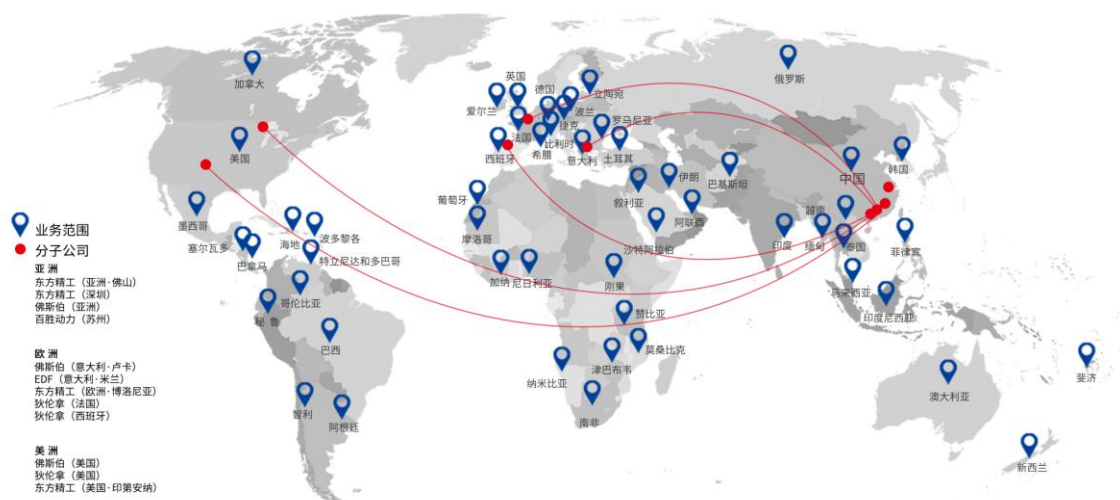 加拿大
美国
墨西哥
塞尔瓦多
巴拿马
海地
波多黎各
特立尼达和多巴哥
哥伦比亚
秘鲁
巴西
智利
阿根廷
英国
爱尔兰
德国
立陶宛
波兰
捷克
法国
比利时
罗马尼亚
西班牙
希腊
意大利
土耳其
俄罗斯
葡萄牙
摩洛哥
加纳
尼日利亚
刚果
赞比亚
莫桑比克
津巴布韦
纳米比亚
南非
叙利亚
伊朗
阿联酋
沙特阿拉伯
巴基斯坦
印度
缅甸
越南
泰国
中国
韩国
菲律宾
马来西亚
印度尼西亚
澳大利亚
斐济
新西兰
业务范围
分子公司
亚洲
东方精工（亚洲·佛山）
东方精工（深圳）
佛斯伯（亚洲）
百胜动力（苏州）
欧洲
佛斯伯（意大利·卢卡）
EDF（意大利·米兰）
东方精工（欧洲·博洛尼亚）
狄伦拿（法国）
狄伦拿（西班牙）
美洲
佛斯伯（美国）
狄伦拿（美国）
东方精工（美国·印第安纳）